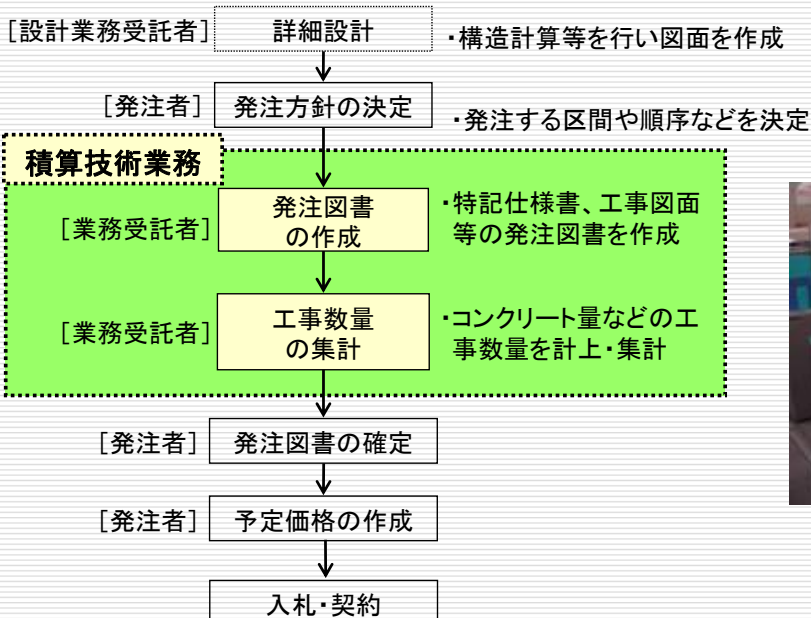 [設計業務受託者] 詳細設計 ・構造計算等を行い図面を作成
[発注者] 発注方針の決定 ・発注する区間や順序などを決定
積算技術業務
[業務受託者] 発注図書
の作成
・特記仕様書、工事図面
等の発注図書を作成
[業務受託者] 工事数量
の集計
・コンクリート量などの工
事数量を計上・集計
[発注者] 発注図書の確定
[発注者] 予定価格の作成
入札・契約